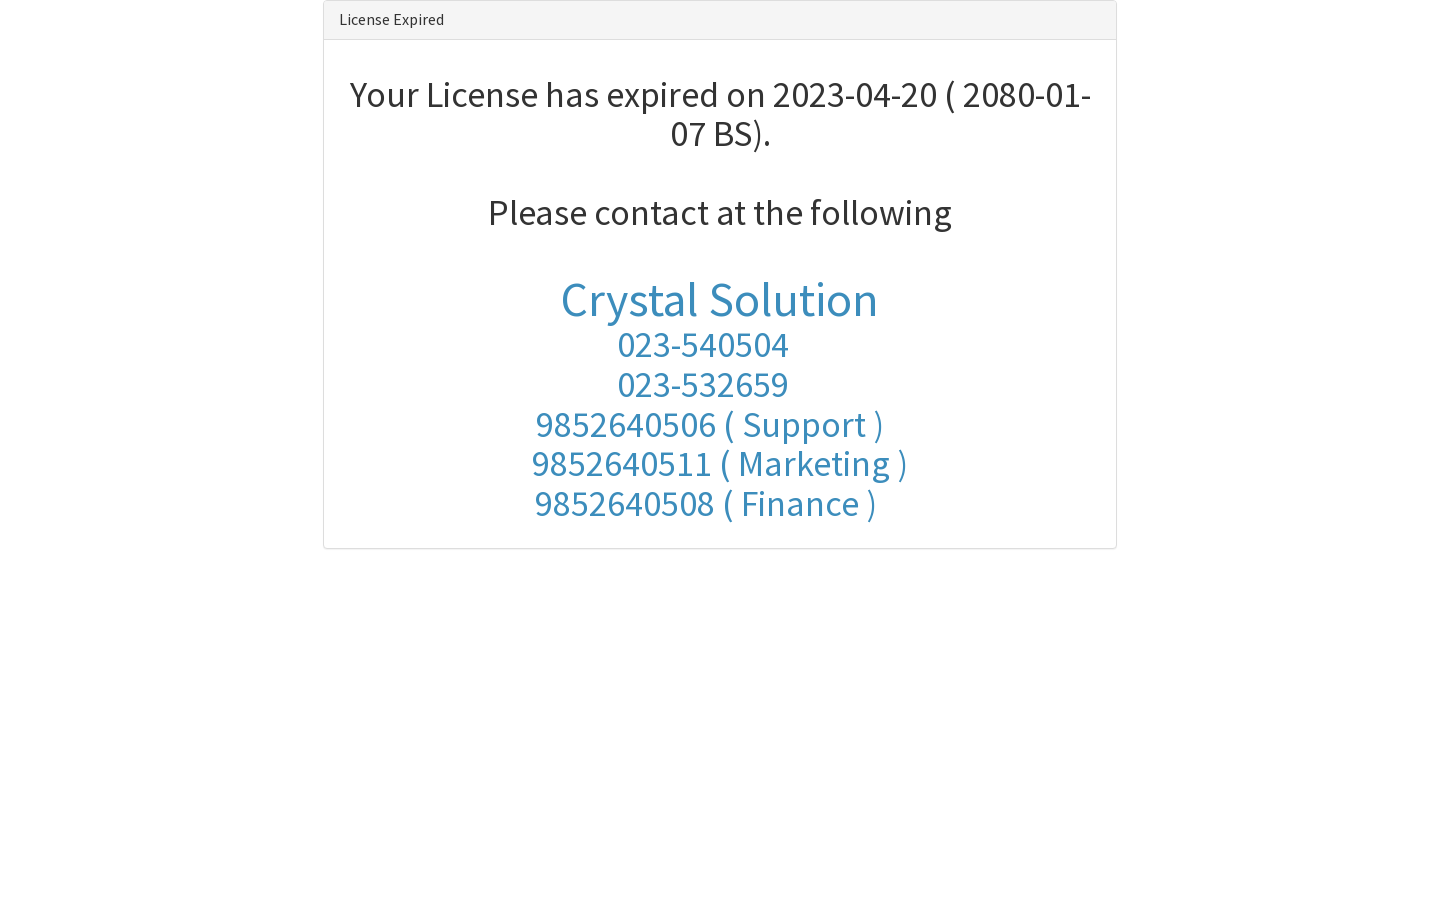 License Expired
Your License has expired on 2023-04-20 ( 2080-01-
07 BS).
Please contact at the following
Crystal Solution
023-540504
023-532659
9852640506 ( Support )
9852640511 ( Marketing )
9852640508 ( Finance )